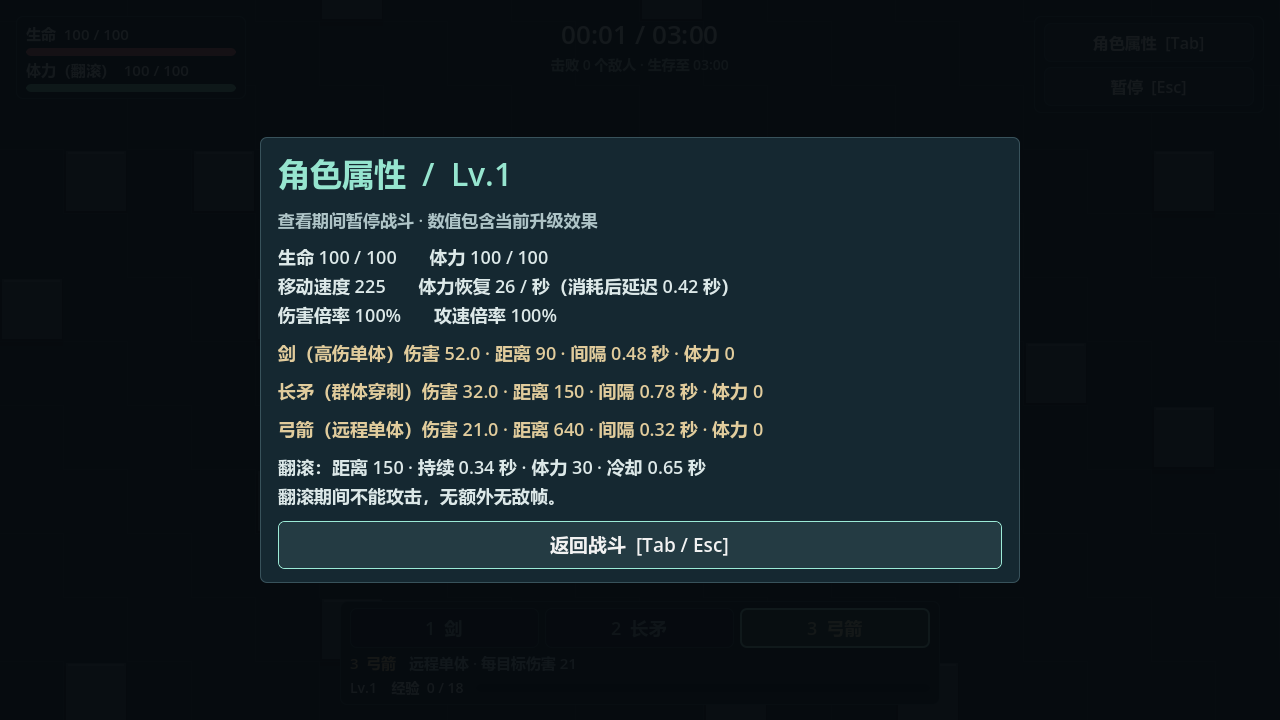 生命 100 / 100
体力（翻滚） 100 / 100
00:01 / 03:00
击败 0 个敌人 · 生存至 03:00
角色属性 [Tab]
暂停 [Esc]
角色属性 / Lv.1
查看期间暂停战斗 · 数值包含当前升级效果
生命 100 / 100 体力 100 / 100
移动速度 225 体力恢复 26 / 秒（消耗后延迟 0.42 秒）
伤害倍率 100% 攻速倍率 100%
剑（高伤单体）伤害 52.0 · 距离 90 · 间隔 0.48 秒 · 体力 0
长矛（群体穿刺）伤害 32.0 · 距离 150 · 间隔 0.78 秒 · 体力 0
弓箭（远程单体）伤害 21.0 · 距离 640 · 间隔 0.32 秒 · 体力 0
翻滚：距离 150 · 持续 0.34 秒 · 体力 30 · 冷却 0.65 秒
翻滚期间不能攻击，无额外无敌帧。
返回战斗 [Tab / Esc]
1 剑
2 长矛
3 弓箭
3 弓箭 远程单体 · 每目标伤害 21
Lv.1 经验 0 / 18